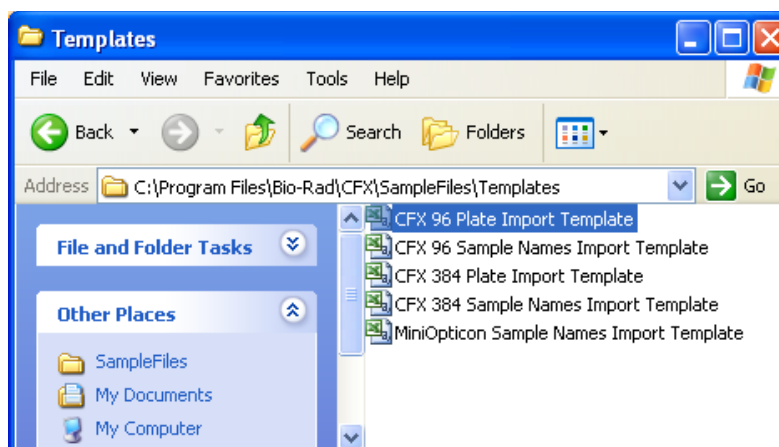 Templates
File Edit View Favorites Tools Help
Back Search Folders
Address C:\Program Files\Bio-Rad\CFX\SampleFiles\Templates Go
File and Folder Tasks
Other Places
SampleFiles
My Documents
My Computer
CFX 96 Plate Import Template
CFX 96 Sample Names Import Template
CFX 384 Plate Import Template
CFX 384 Sample Names Import Template
MiniOpticon Sample Names Import Template